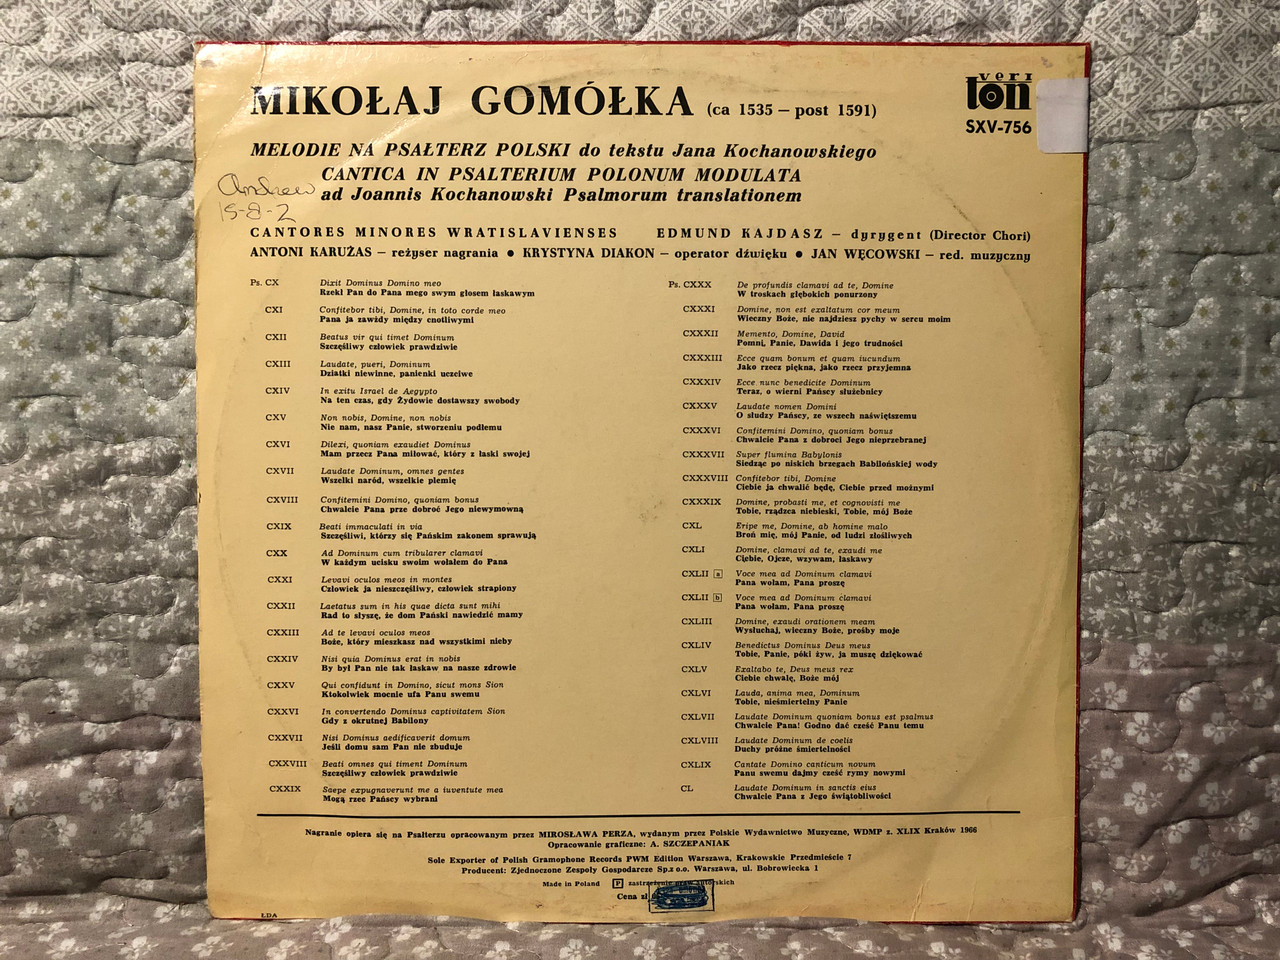 MIKOŁAJ GOMÓŁKA (ca 1535 – post 1591)
veri
ton
SXV-756
MELODIE NA PSAŁTERZ POLSKI do tekstu Jana Kochanowskiego
CANTICA IN PSALTERIUM POLONUM MODULATA
ad Joannis Kochanowski Psalmorum translationem
Andrew
15-8-2
CANTORES MINORES WRATISLAVIENSES EDMUND KAJDASZ – dyrygent (Director Chori)
ANTONI KARUŻAS – reżyser nagrania ● KRYSTYNA DIAKON – operator dźwięku ● JAN WĘCOWSKI – red. muzyczny
Ps. CX Dixit Dominus Domino meo
Rzekł Pan do Pana mego swym głosem łaskawym
CXI Confitebor tibi, Domine, in toto corde meo
Pana ja zawżdy między cnotliwymi
CXII Beatus vir qui timet Dominum
Szczęśliwy człowiek prawdziwie
CXIII Laudate, pueri, Dominum
Dziatki niewinne, panienki uczciwe
CXIV In exitu Israel de Aegypto
Na ten czas, gdy Żydowie dostawszy swobody
CXV Non nobis, Domine, non nobis
Nie nam, nasz Panie, stworzeniu podłemu
CXVI Dilexi, quoniam exaudiet Dominus
Mam przecz Pana miłować, który z łaski swojej
CXVII Laudate Dominum, omnes gentes
Wszelki naród, wszelkie plemię
CXVIII Confitemini Domino, quoniam bonus
Chwalcie Pana prze dobroć Jego niewymowną
CXIX Beati immaculati in via
Szczęśliwi, którzy się Pańskim zakonem sprawują
CXX Ad Dominum cum tribularer clamavi
W każdym ucisku swoim wołałem do Pana
CXXI Levavi oculos meos in montes
Człowiek ja nieszczęśliwy, człowiek strapiony
CXXII Laetatus sum in his quae dicta sunt mihi
Rad to słyszę, że dom Pański nawiedzić mamy
CXXIII Ad te levavi oculos meos
Boże, który mieszkasz nad wszystkimi nieby
CXXIV Nisi quia Dominus erat in nobis
By był Pan nie tak łaskaw na nasze zdrowie
CXXV Qui confidunt in Domino, sicut mons Sion
Ktokolwiek mocnie ufa Panu swemu
CXXVI In convertendo Dominus captivitatem Sion
Gdy z okrutnej Babilony
CXXVII Nisi Dominus aedificaverit domum
Jeśli domu sam Pan nie zbuduje
CXXVIII Beati omnes qui timent Dominum
Szczęśliwy człowiek prawdziwie
CXXIX Saepe expugnaverunt me a iuventute mea
Mogą rzec Pańscy wybrani
Ps. CXXX De profundis clamavi ad te, Domine
W troskach głębokich ponurzony
CXXXI Domine, non est exaltatum cor meum
Wieczny Boże, nie najdziesz pychy w sercu moim
CXXXII Memento, Domine, David
Pomni, Panie, Dawida i jego trudności
CXXXIII Ecce quam bonum et quam iucundum
Jako rzecz piękna, jako rzecz przyjemna
CXXXIV Ecce nunc benedicite Dominum
Teraz, o wierni Pańscy służebnicy
CXXXV Laudate nomen Domini
O słudzy Pańscy, ze wszech naświętszemu
CXXXVI Confitemini Domino, quoniam bonus
Chwalcie Pana z dobroci Jego nieprzebranej
CXXXVII Super flumina Babylonis
Siedząc po niskich brzegach Babilońskiej wody
CXXXVIII Confitebor tibi, Domine
Ciebie ja chwalić będę, Ciebie przed możnymi
CXXXIX Domine, probasti me, et cognovisti me
Tobie, rządzca niebieski, Tobie, mój Boże
CXL Eripe me, Domine, ab homine malo
Broń mię, mój Panie, od ludzi złośliwych
CXLI Domine, clamavi ad te, exaudi me
Ciebie, Ojcze, wzywam, łaskawy
CXLII a Voce mea ad Dominum clamavi
Pana wołam, Pana proszę
CXLII b Voce mea ad Dominum clamavi
Pana wołam, Pana proszę
CXLIII Domine, exaudi orationem meam
Wysłuchaj, wieczny Boże, prośby moje
CXLIV Benedictus Dominus Deus meus
Tobie, Panie, póki żyw, ja muszę dziękować
CXLV Exaltabo te, Deus meus rex
Ciebie chwalę, Boże mój
CXLVI Lauda, anima mea, Dominum
Tobie, nieśmiertelny Panie
CXLVII Laudate Dominum quoniam bonus est psalmus
Chwalcie Pana! Godno dać cześć Panu temu
CXLVIII Laudate Dominum de coelis
Duchy próżne śmiertelności
CXLIX Cantate Domino canticum novum
Panu swemu dajmy cześć rymy nowymi
CL Laudate Dominum in sanctis eius
Chwalcie Pana z Jego świątobliwości
Nagranie opiera się na Psałterzu opracowanym przez MIROSŁAWA PERZA, wydanym przez Polskie Wydawnictwo Muzyczne, WDMP z. XLIX Kraków 1966
Opracowanie graficzne: A. SZCZEPANIAK
Sole Exporter of Polish Gramophone Records PWM Edition Warszawa, Krakowskie Przedmieście 7
Producent: Zjednoczone Zespoły Gospodarcze Sp.z o.o. Warszawa, ul. Bobrowiecka 1
Made in Poland P zastrzeżenie praw autorskich
Cena zł
LDA